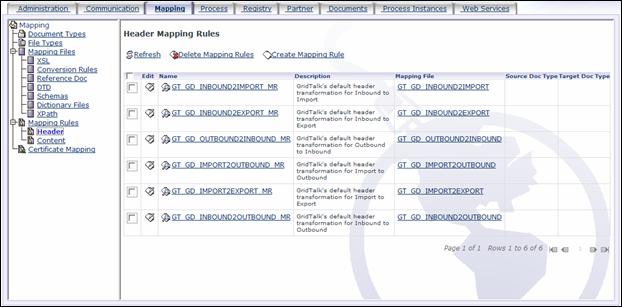 Administration Communication Mapping Process Registry Partner Documents Process Instances Web Services
Mapping
Document Types
File Types
Mapping Files
XSL
Conversion Rules
Reference Doc
DTD
Schemas
Dictionary Files
XPath
Mapping Rules
Header
Content
Certificate Mapping
Header Mapping Rules
Refresh Delete Mapping Rules Create Mapping Rule
Edit Name Description Mapping File Source Doc Type Target Doc Type
GT_GD_INBOUND2IMPORT_MR GridTalk's default header GT_GD_INBOUND2IMPORT
transformation for Inbound to
Import
GT_GD_INBOUND2EXPORT_MR GridTalk's default header GT_GD_INBOUND2EXPORT
transformation for Inbound to
Export
GT_GD_OUTBOUND2INBOUND_MR GridTalk's default header GT_GD_OUTBOUND2INBOUND
transformation for Outbound
to Inbound
GT_GD_IMPORT2OUTBOUND_MR GridTalk's default header GT_GD_IMPORT2OUTBOUND
transformation for Import to
Outbound
GT_GD_IMPORT2EXPORT_MR GridTalk's default header GT_GD_IMPORT2EXPORT
transformation for Import to
Export
GT_GD_INBOUND2OUTBOUND_MR GridTalk's default header GT_GD_INBOUND2OUTBOUND
transformation for Inbound to
Outbound
Page 1 of 1 Rows 1 to 6 of 6 1